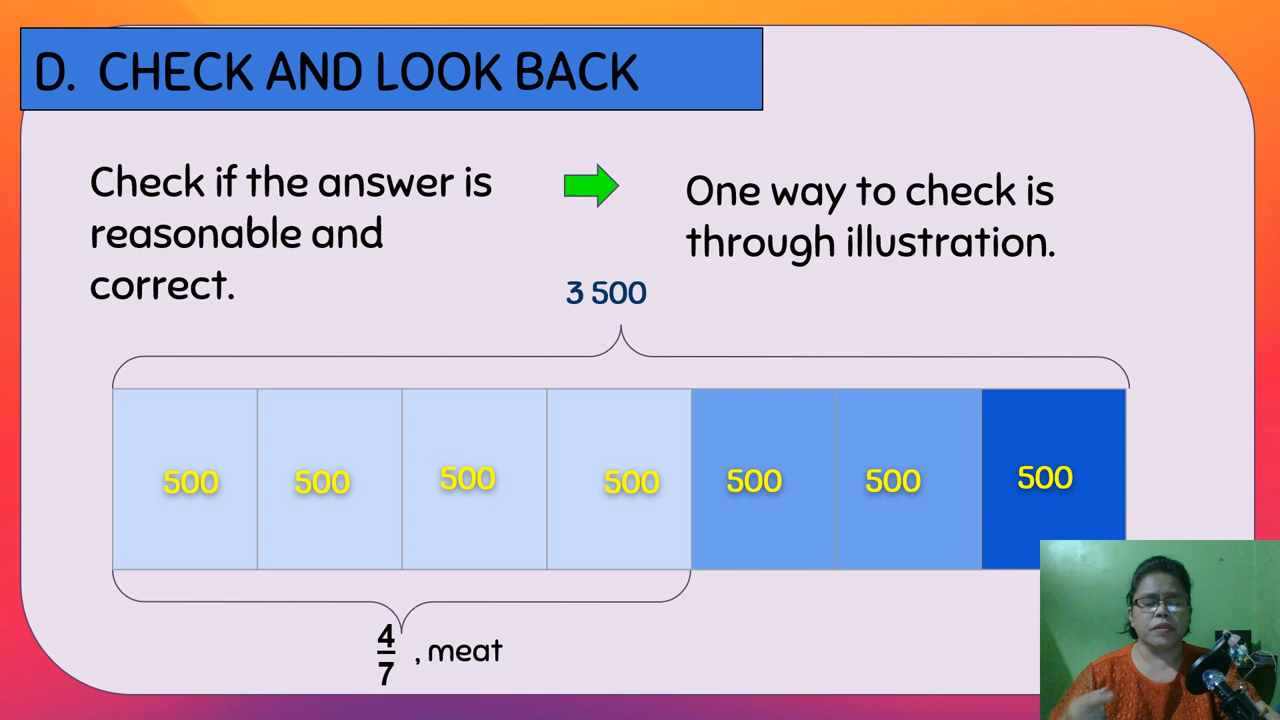 D. CHECK AND LOOK BACK
Check if the answer is
reasonable and
correct.
One way to check is
through illustration.
3 500
500 500 500 500 500 500 500
4
7
, meat